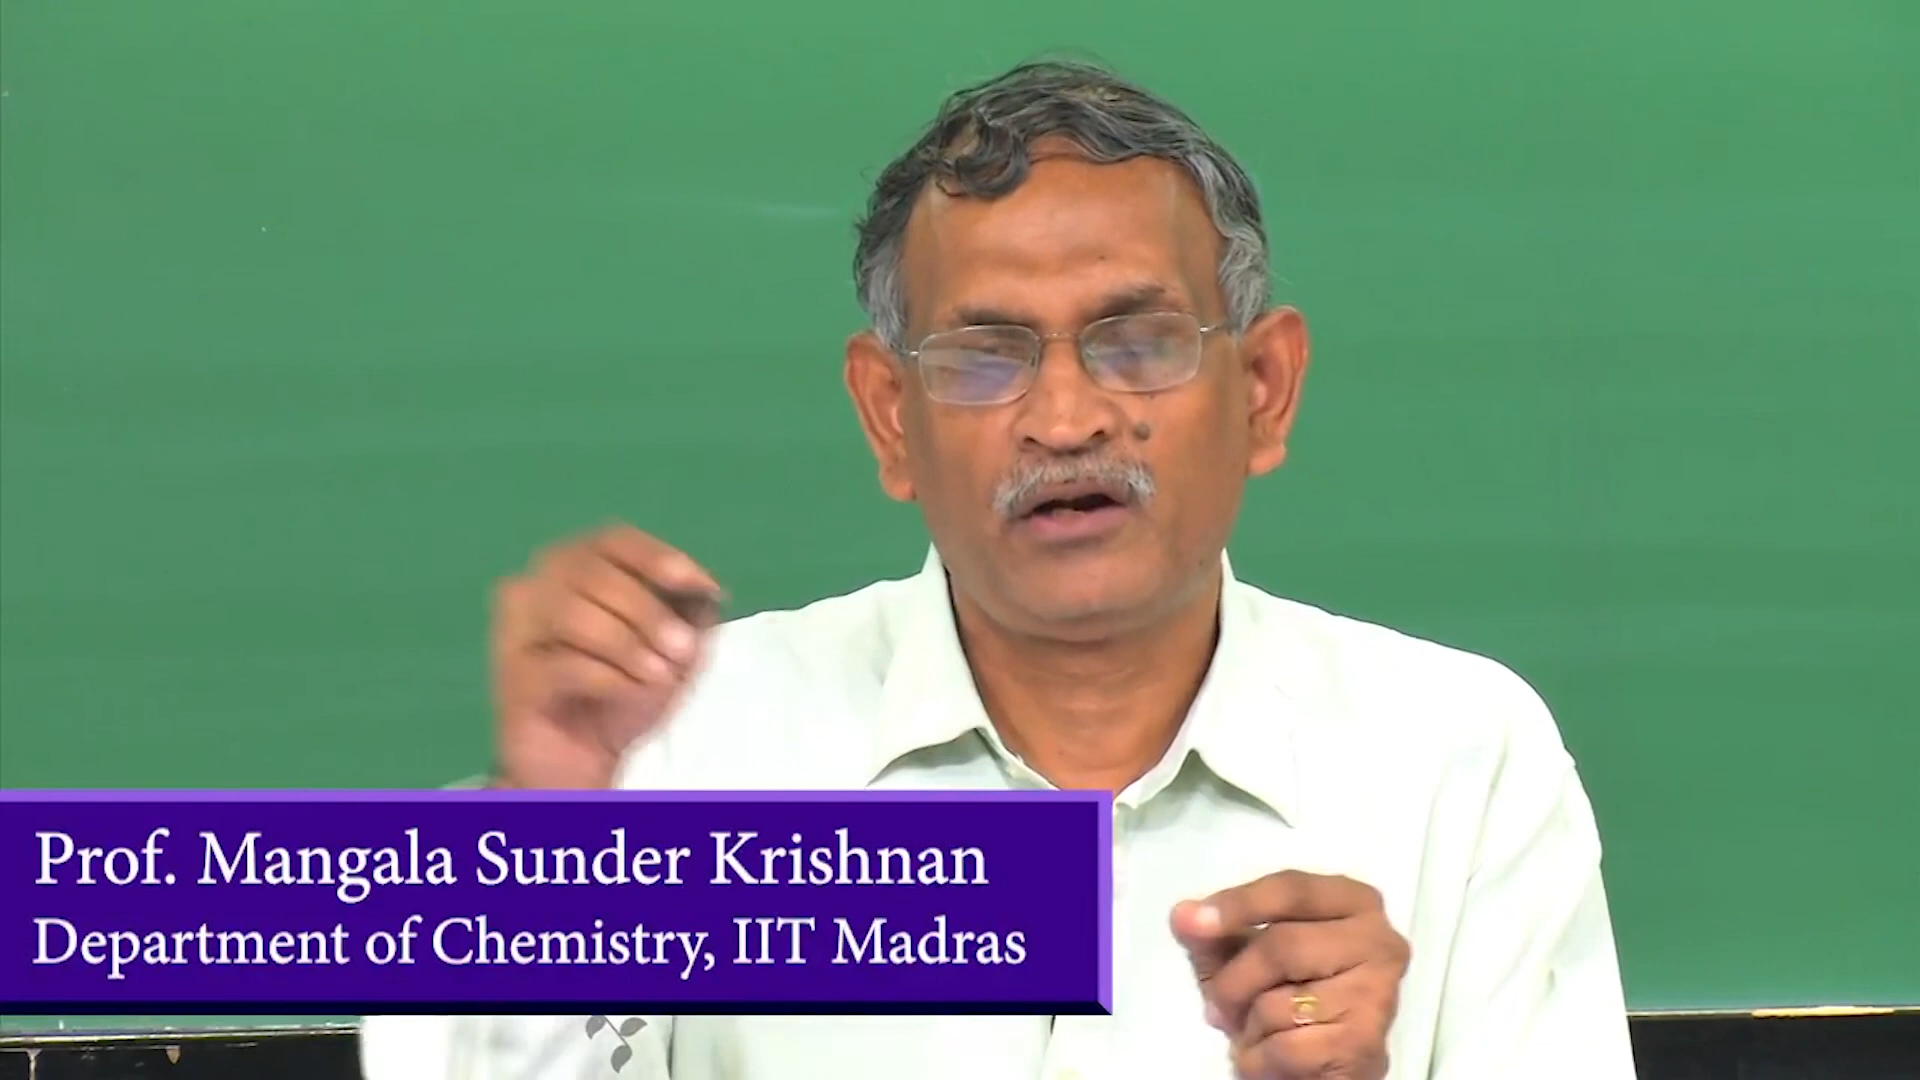 Prof. Mangala Sunder Krishnan
Department of Chemistry, IIT Madras